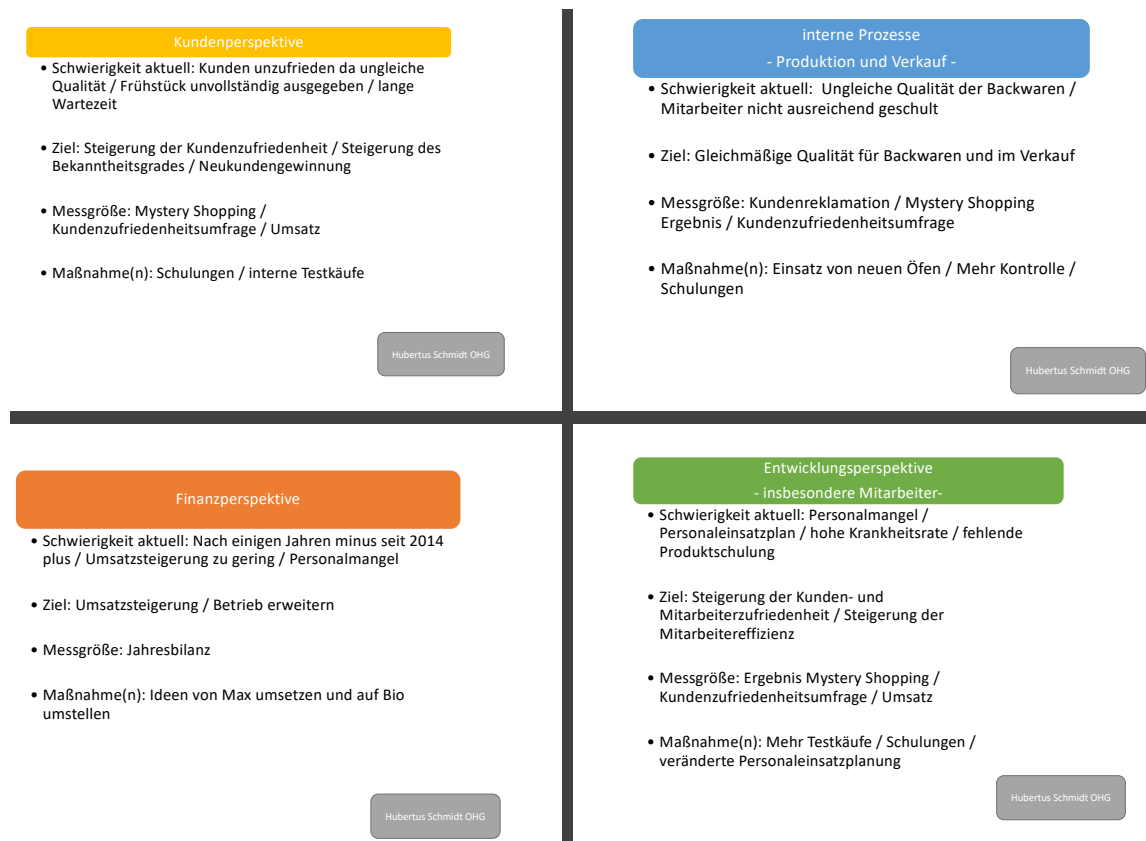 Kundenperspektive
• Schwierigkeit aktuell: Kunden unzufrieden da ungleiche
Qualität / Frühstück unvollständig ausgegeben / lange
Wartezeit
• Ziel: Steigerung der Kundenzufriedenheit / Steigerung des
Bekanntheitsgrades / Neukundengewinnung
• Messgröße: Mystery Shopping /
Kundenzufriedenheitsumfrage / Umsatz
• Maßnahme(n): Schulungen / interne Testkäufe
Hubertus Schmidt OHG
interne Prozesse
- Produktion und Verkauf -
• Schwierigkeit aktuell: Ungleiche Qualität der Backwaren /
Mitarbeiter nicht ausreichend geschult
• Ziel: Gleichmäßige Qualität für Backwaren und im Verkauf
• Messgröße: Kundenreklamation / Mystery Shopping
Ergebnis / Kundenzufriedenheitsumfrage
• Maßnahme(n): Einsatz von neuen Öfen / Mehr Kontrolle /
Schulungen
Hubertus Schmidt OHG
Finanzperspektive
• Schwierigkeit aktuell: Nach einigen Jahren minus seit 2014
plus / Umsatzsteigerung zu gering / Personalmangel
• Ziel: Umsatzsteigerung / Betrieb erweitern
• Messgröße: Jahresbilanz
• Maßnahme(n): Ideen von Max umsetzen und auf Bio
umstellen
Hubertus Schmidt OHG
Entwicklungsperspektive
- insbesondere Mitarbeiter-
• Schwierigkeit aktuell: Personalmangel /
Personaleinsatzplan / hohe Krankheitsrate / fehlende
Produktschulung
• Ziel: Steigerung der Kunden- und
Mitarbeiterzufriedenheit / Steigerung der
Mitarbeitereffizienz
• Messgröße: Ergebnis Mystery Shopping /
Kundenzufriedenheitsumfrage / Umsatz
• Maßnahme(n): Mehr Testkäufe / Schulungen /
veränderte Personaleinsatzplanung
Hubertus Schmidt OHG